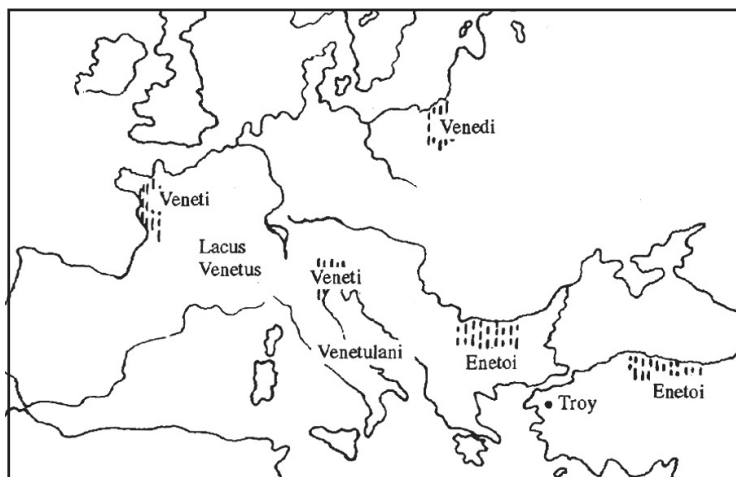 Venedi
Veneti
Lacus
Venetus
Veneti
Venetulani
Enetoi
Enetoi
Troy